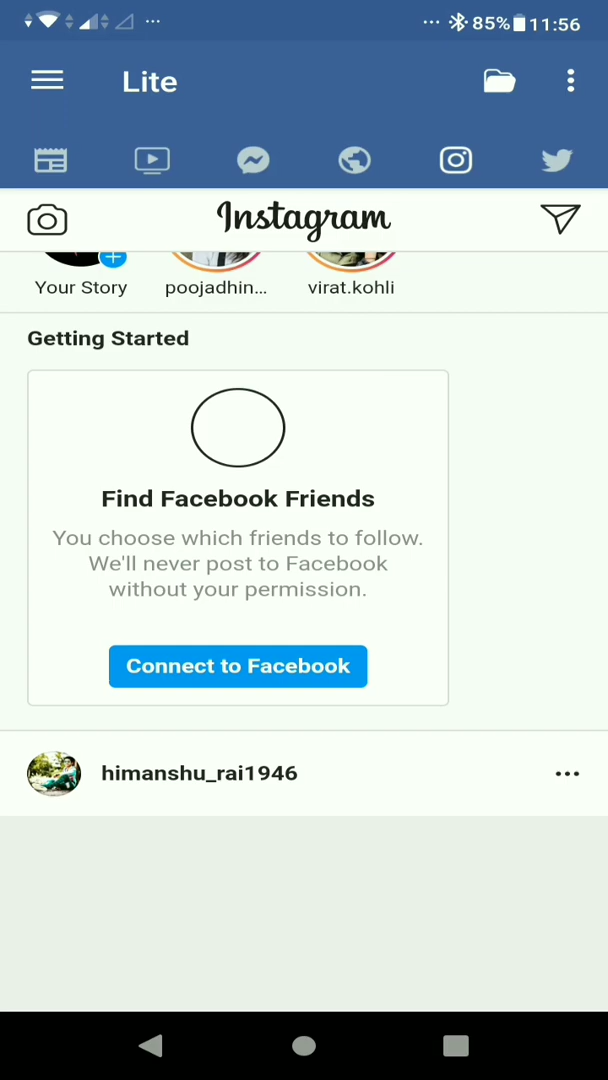 85% 11:56
Lite
Instagram
Your Story poojadhin... virat.kohli
Getting Started
Find Facebook Friends
You choose which friends to follow.
We'll never post to Facebook
without your permission.
Connect to Facebook
himanshu_rai1946